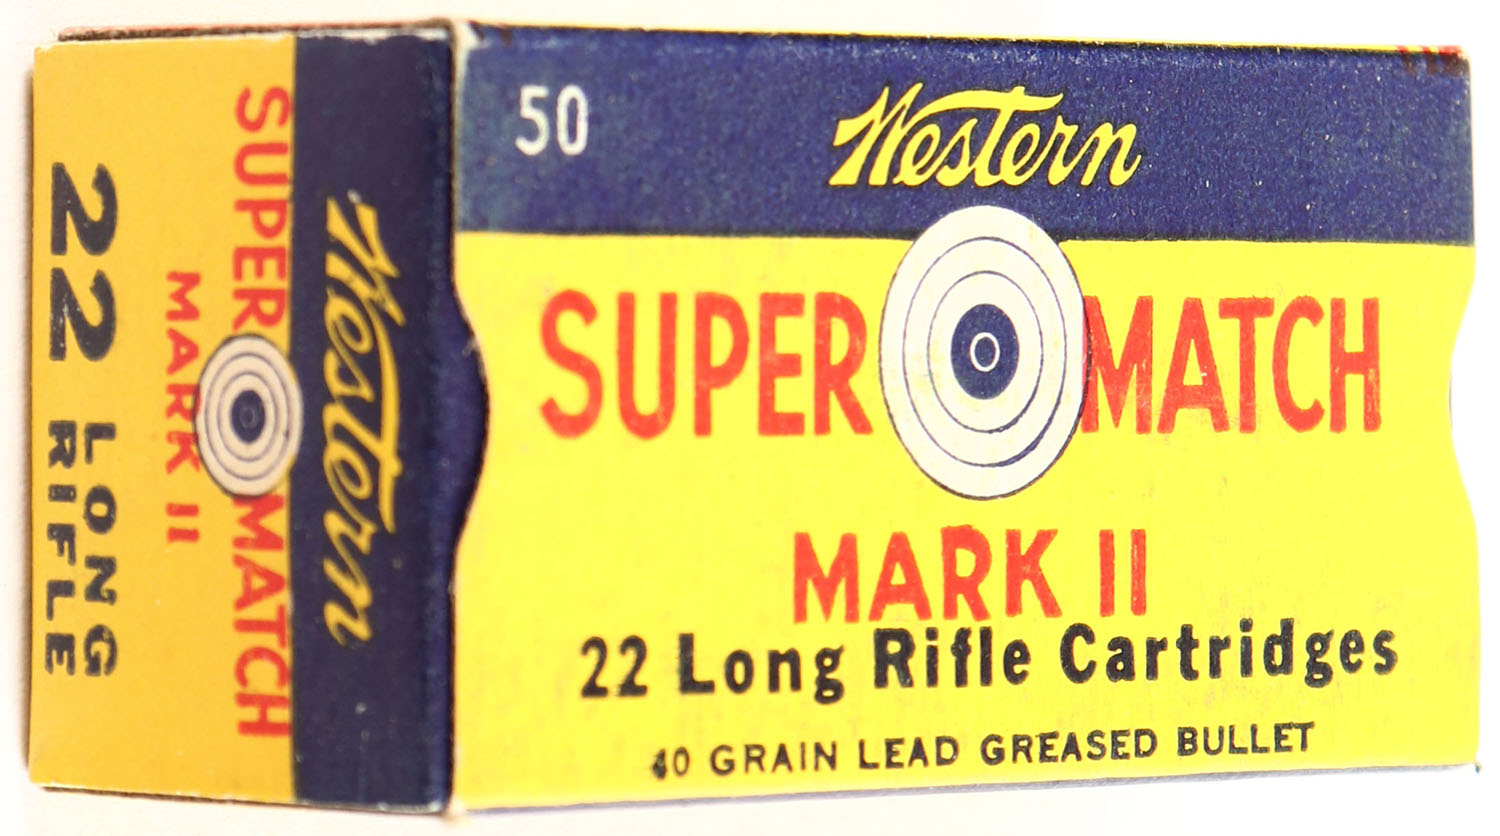 50
Western
SUPER MATCH
MARK II
22 Long Rifle Cartridges
40 GRAIN LEAD GREASED BULLET
Western
SUPER MATCH
MARK II
22 LONG
RIFLE